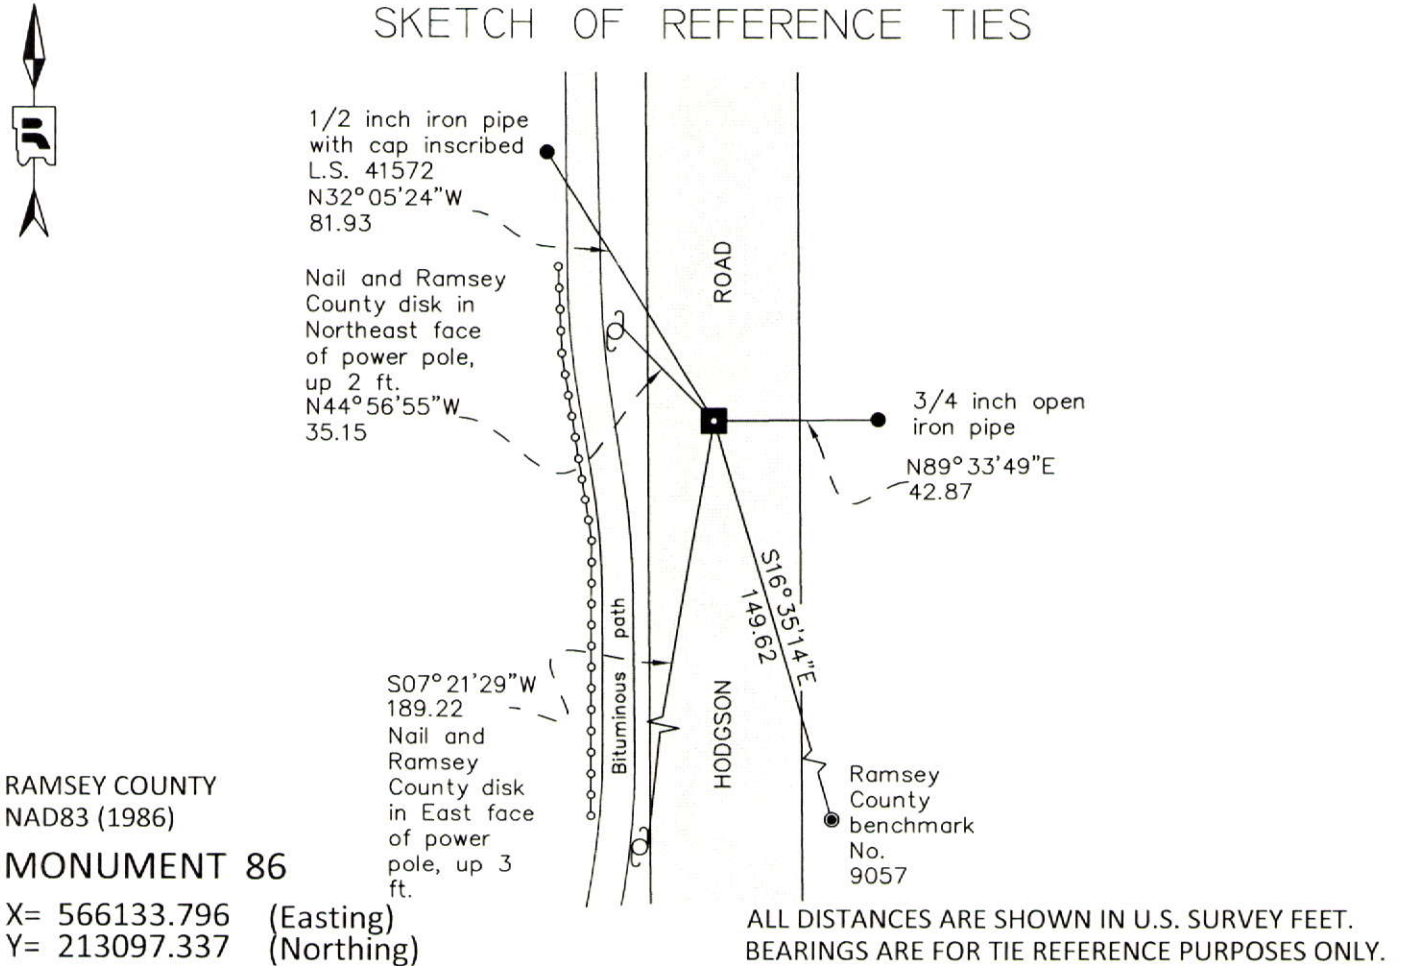 SKETCH OF REFERENCE TIES
1/2 inch iron pipe
with cap inscribed
L.S. 41572
N32°05'24"W
81.93
Nail and Ramsey
County disk in
Northeast face
of power pole,
up 2 ft.
N44°56'55"W
35.15
ROAD
3/4 inch open
iron pipe
N89°33'49"E
42.87
S16°35'14"E
149.62
S07°21'29"W
189.22
Nail and
Ramsey
County disk
in East face
of power
pole, up 3
ft.
Bituminous path
HODGSON
Ramsey
County
benchmark
No.
9057
RAMSEY COUNTY
NAD83 (1986)
MONUMENT 86
X= 566133.796 (Easting)
Y= 213097.337 (Northing)
ALL DISTANCES ARE SHOWN IN U.S. SURVEY FEET.
BEARINGS ARE FOR TIE REFERENCE PURPOSES ONLY.